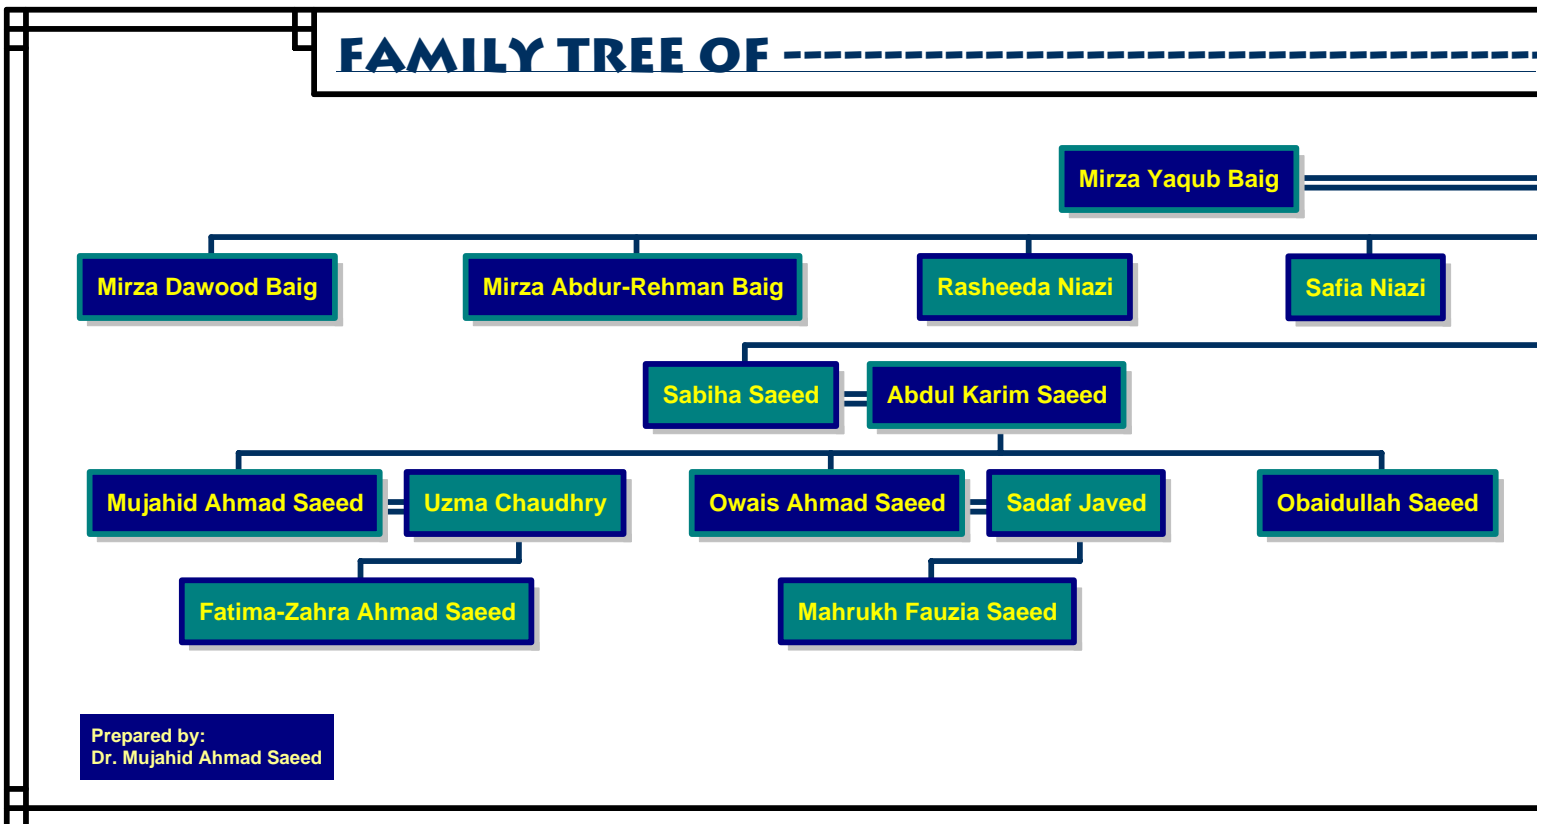 FAMILY TREE OF -----------------------------------
Mirza Yaqub Baig
Mirza Dawood Baig
Mirza Abdur-Rehman Baig
Rasheeda Niazi
Safia Niazi
Sabiha Saeed
Abdul Karim Saeed
Mujahid Ahmad Saeed
Uzma Chaudhry
Owais Ahmad Saeed
Sadaf Javed
Obaidullah Saeed
Fatima-Zahra Ahmad Saeed
Mahrukh Fauzia Saeed
Prepared by:
Dr. Mujahid Ahmad Saeed